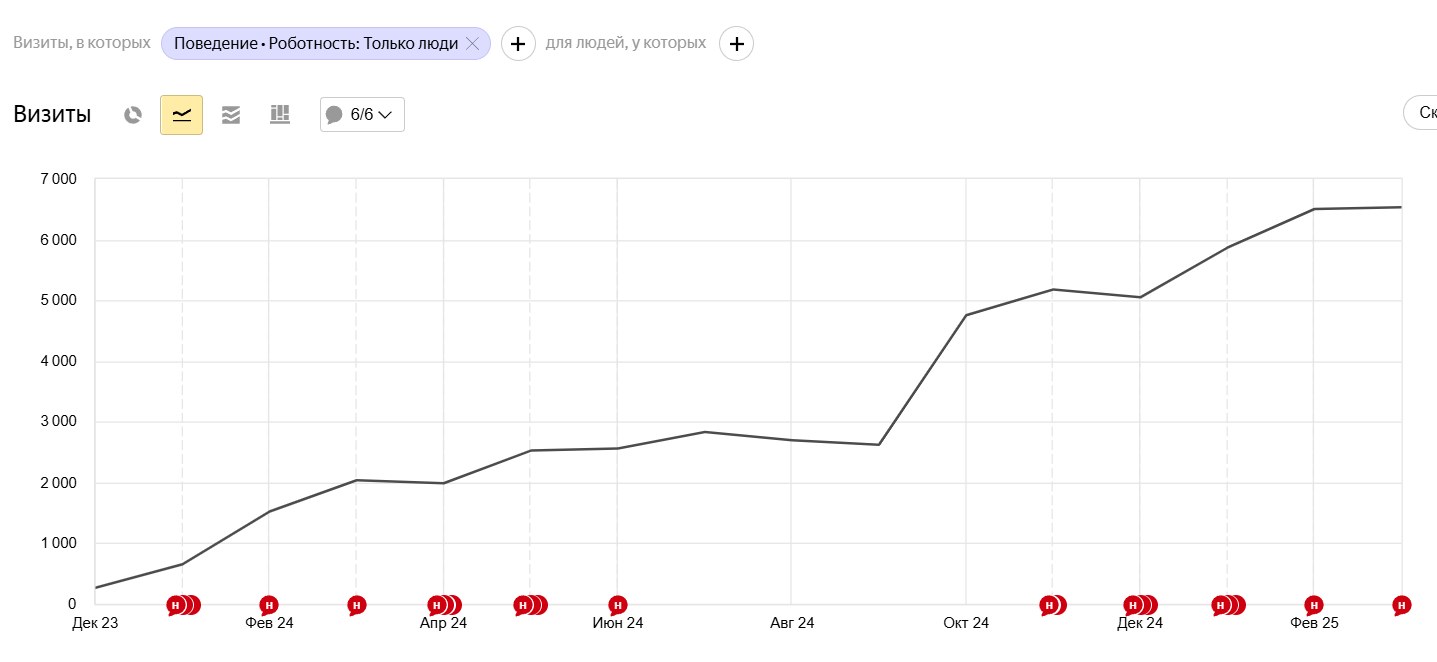 Визиты, в которых Поведение • Роботность: Только люди для людей, у которых
Визиты 6/6 Ск
7 000
6 000
5 000
4 000
3 000
2 000
1 000
0
н н н н н н н н н н н
Дек 23 Фев 24 Апр 24 Июн 24 Авг 24 Окт 24 Дек 24 Фев 25